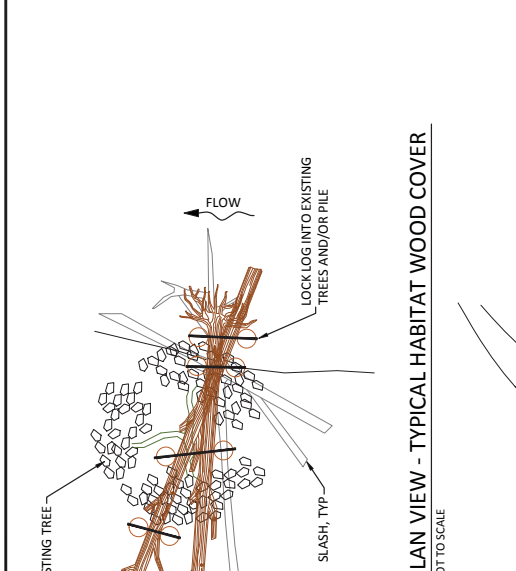 FLOW
LOCK LOG INTO EXISTING
TREES AND/OR PILE
STING TREE
SLASH, TYP
LAN VIEW - TYPICAL HABITAT WOOD COVER
OT TO SCALE